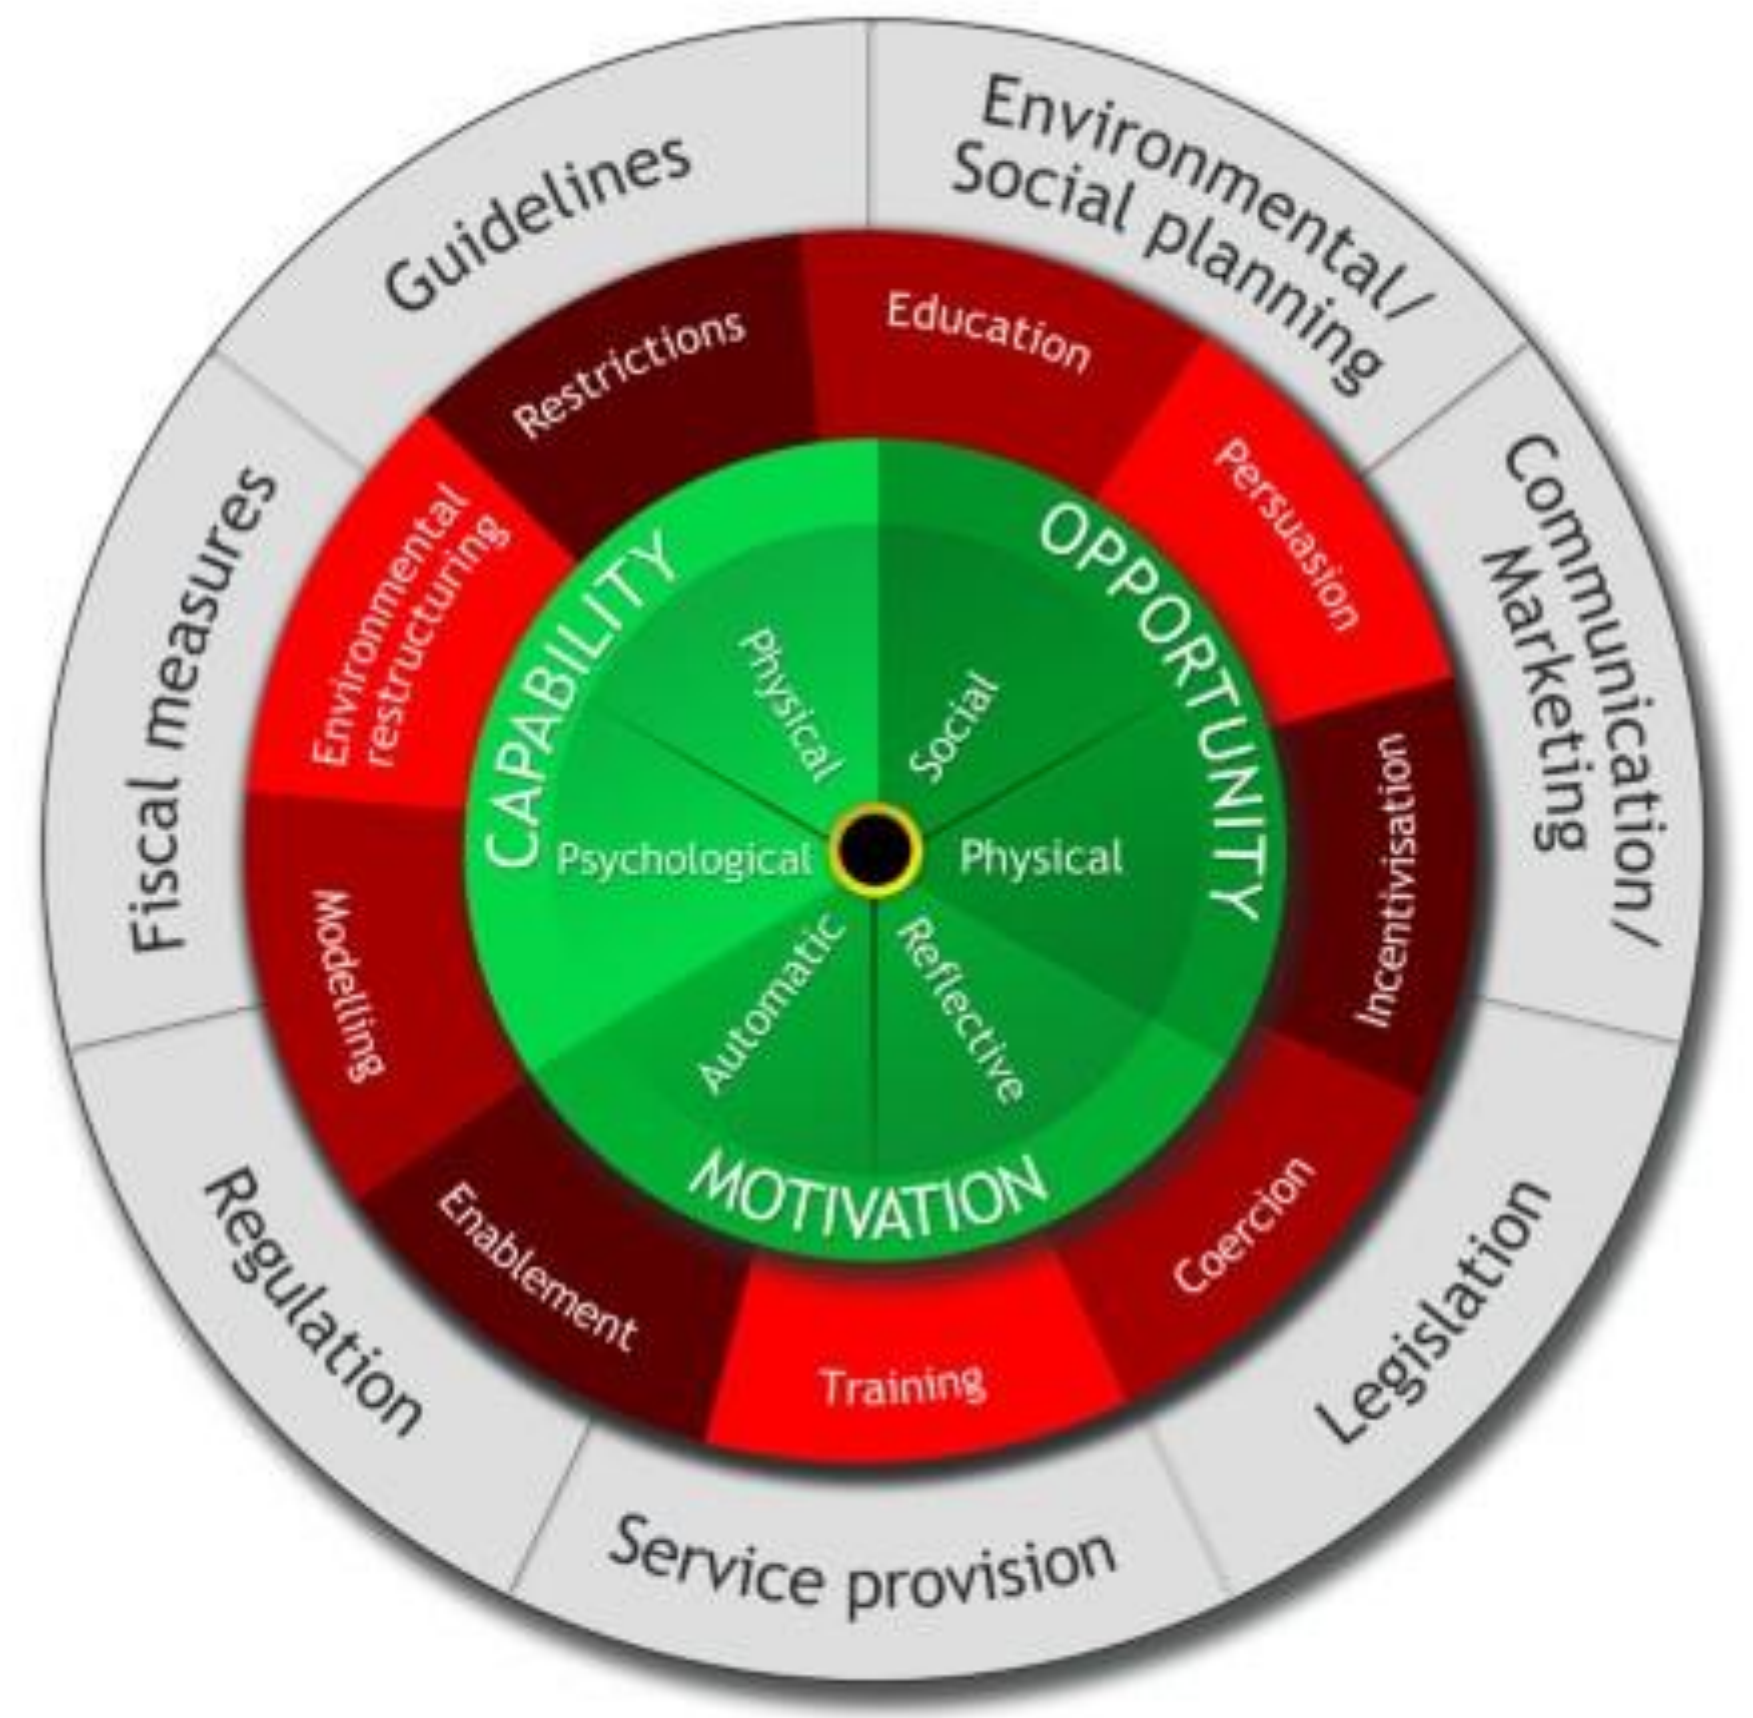 Environmental/
Social planning
Communication/
Marketing
Legislation
Service provision
Regulation
Fiscal measures
Guidelines
Education
Persuasion
Incentivisation
Coercion
Training
Enablement
Modelling
Environmental
restructuring
Restrictions
OPPORTUNITY
Social
Physical
MOTIVATION
Reflective
Automatic
CAPABILITY
Psychological
Physical